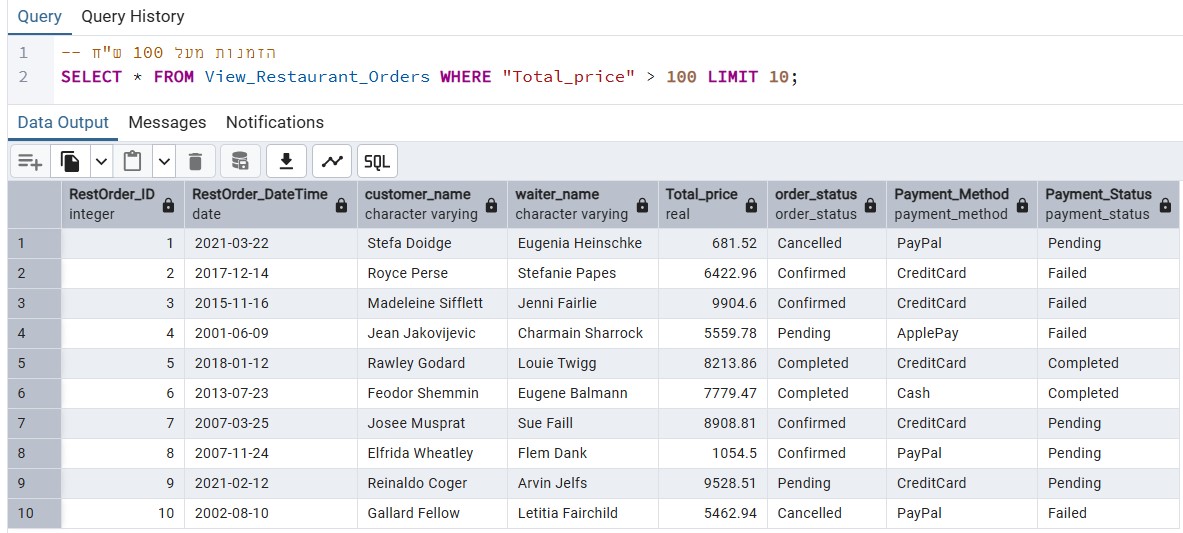 Query Query History
1 -- הזמנות מעל 100 ש"ח
2 SELECT * FROM View_Restaurant_Orders WHERE "Total_price" > 100 LIMIT 10;
Data Output Messages Notifications
SQL
RestOrder_ID RestOrder_DateTime customer_name waiter_name Total_price order_status Payment_Method Payment_Status
integer date character varying character varying real order_status payment_method payment_status
1 1 2021-03-22 Stefa Doidge Eugenia Heinschke 681.52 Cancelled PayPal Pending
2 2 2017-12-14 Royce Perse Stefanie Papes 6422.96 Confirmed CreditCard Failed
3 3 2015-11-16 Madeleine Sifflett Jenni Fairlie 9904.6 Confirmed CreditCard Failed
4 4 2001-06-09 Jean Jakovijevic Charmain Sharrock 5559.78 Pending ApplePay Failed
5 5 2018-01-12 Rawley Godard Louie Twigg 8213.86 Completed CreditCard Completed
6 6 2013-07-23 Feodor Shemmin Eugene Balmann 7779.47 Completed Cash Completed
7 7 2007-03-25 Josee Musprat Sue Faill 8908.81 Confirmed CreditCard Pending
8 8 2007-11-24 Elfrida Wheatley Flem Dank 1054.5 Confirmed PayPal Pending
9 9 2021-02-12 Reinaldo Coger Arvin Jelfs 9528.51 Pending CreditCard Pending
10 10 2002-08-10 Gallard Fellow Letitia Fairchild 5462.94 Cancelled PayPal Failed